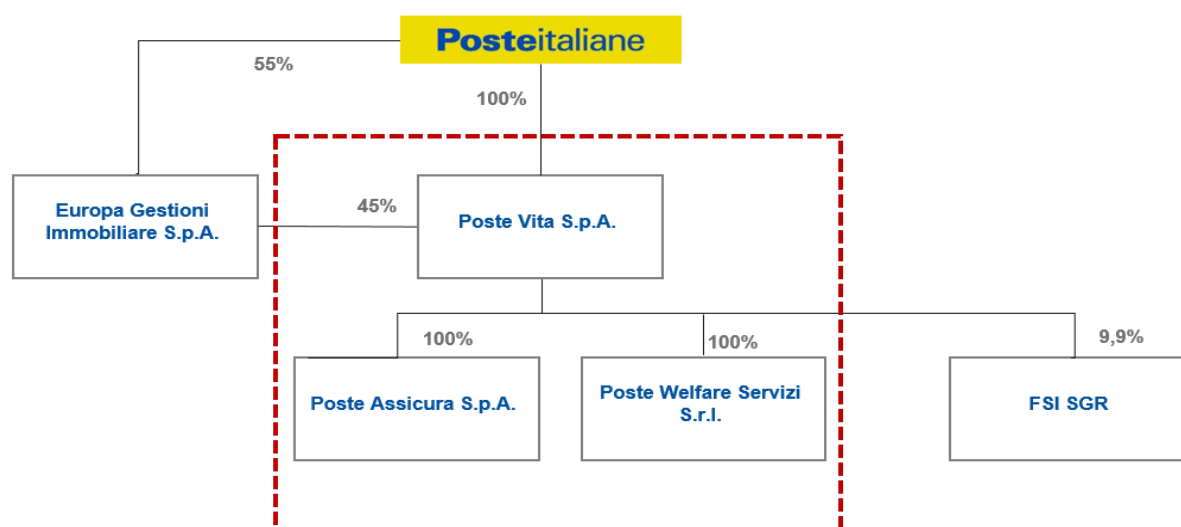 Posteitaliane
55%
100%
Europa Gestioni
Immobiliare S.p.A.
45%
Poste Vita S.p.A.
100%
100%
9,9%
Poste Assicura S.p.A.
Poste Welfare Servizi
S.r.l.
FSI SGR